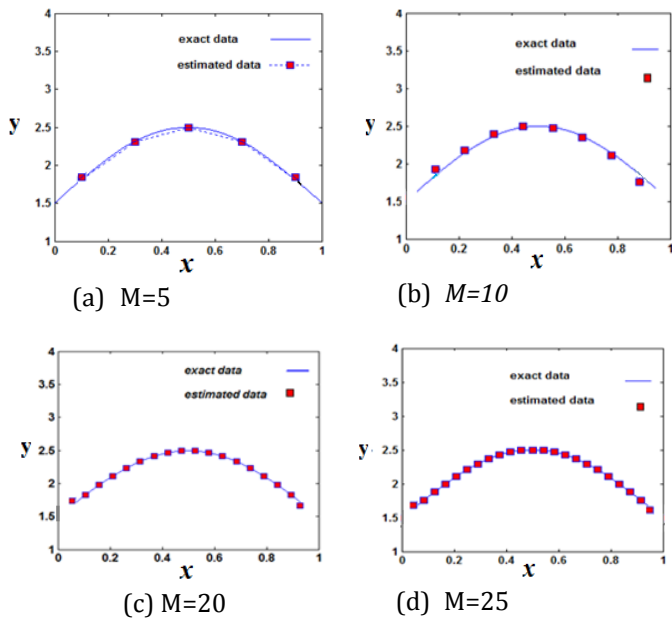 4
3.5
3
2.5
2
1.5
1
y
exact data
estimated data
0
0.2
0.4
0.6
0.8
1
x
(a) M=5
4
3.5
3
2.5
2
1.5
1
y
exact data
estimated data
0
0.2
0.4
0.6
0.8
1
x
(b) M=10
4
3.5
3
2.5
2
1.5
1
y
exact data
estimated data
0
0.2
0.4
0.6
0.8
1
x
(c) M=20
4
3.5
3
2.5
2
1.5
1
y
exact data
estimated data
0
0.2
0.4
0.6
0.8
1
x
(d) M=25